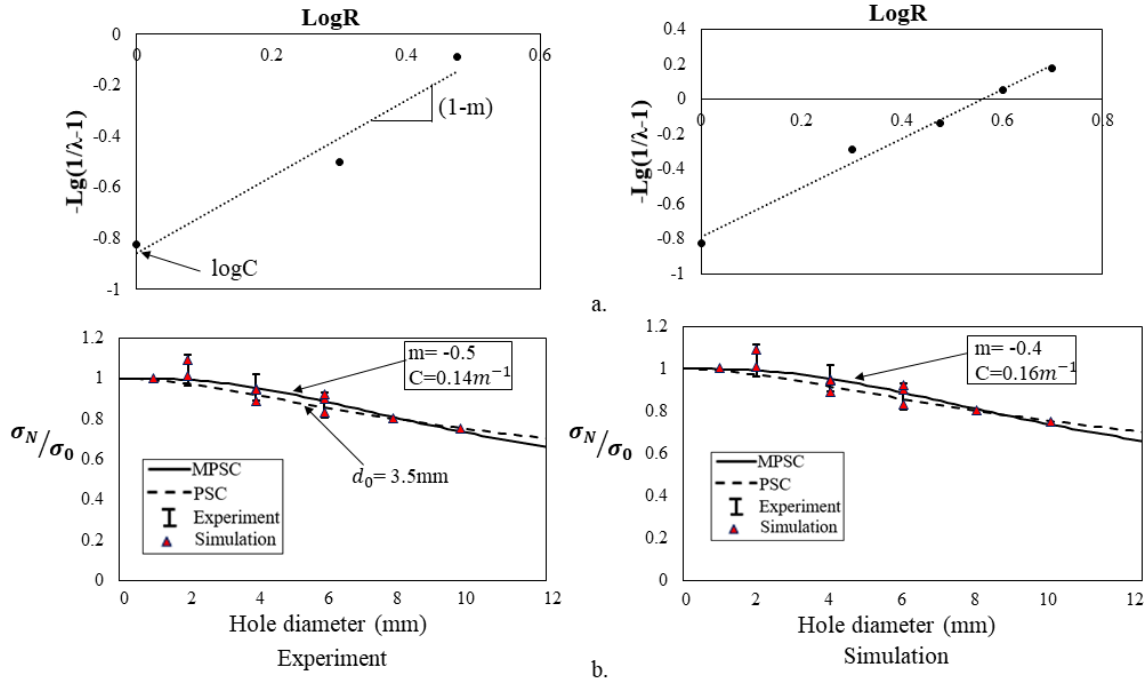 LogR
-Lg(1/λ-1)
0
-0.2
-0.4
-0.6
-0.8
-1
0
0.2
0.4
0.6
(1-m)
logC
LogR
-Lg(1/λ-1)
0.4
0.2
0
-0.2
-0.4
-0.6
-0.8
-1
0
0.2
0.4
0.6
0.8
a.
σN/σ0
1.2
1
0.8
0.6
0.4
0.2
0
m= -0.5
C=0.14m⁻¹
d0= 3.5mm
MPSC
PSC
Experiment
Simulation
0 2 4 6 8 10 12
Hole diameter (mm)
Experiment
σN/σ0
1.2
1
0.8
0.6
0.4
0.2
0
m= -0.4
C=0.16m⁻¹
MPSC
PSC
Experiment
Simulation
0 2 4 6 8 10 12
Hole diameter (mm)
Simulation
b.